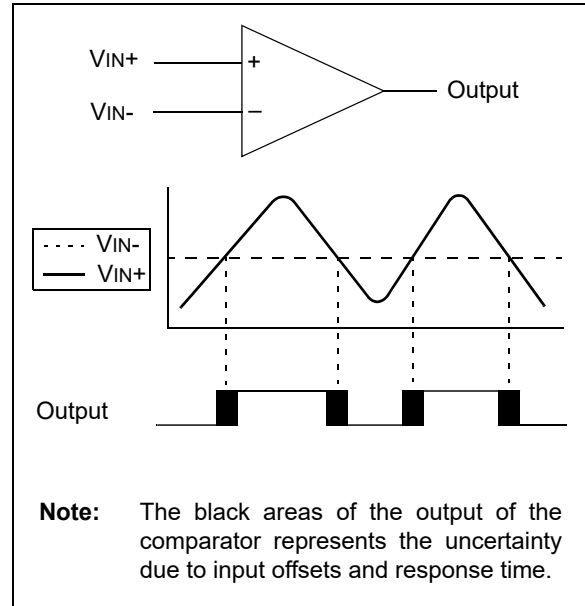 VIN+
+
Output
VIN-
–
VIN-
VIN+
Output
Note: The black areas of the output of the
comparator represents the uncertainty
due to input offsets and response time.